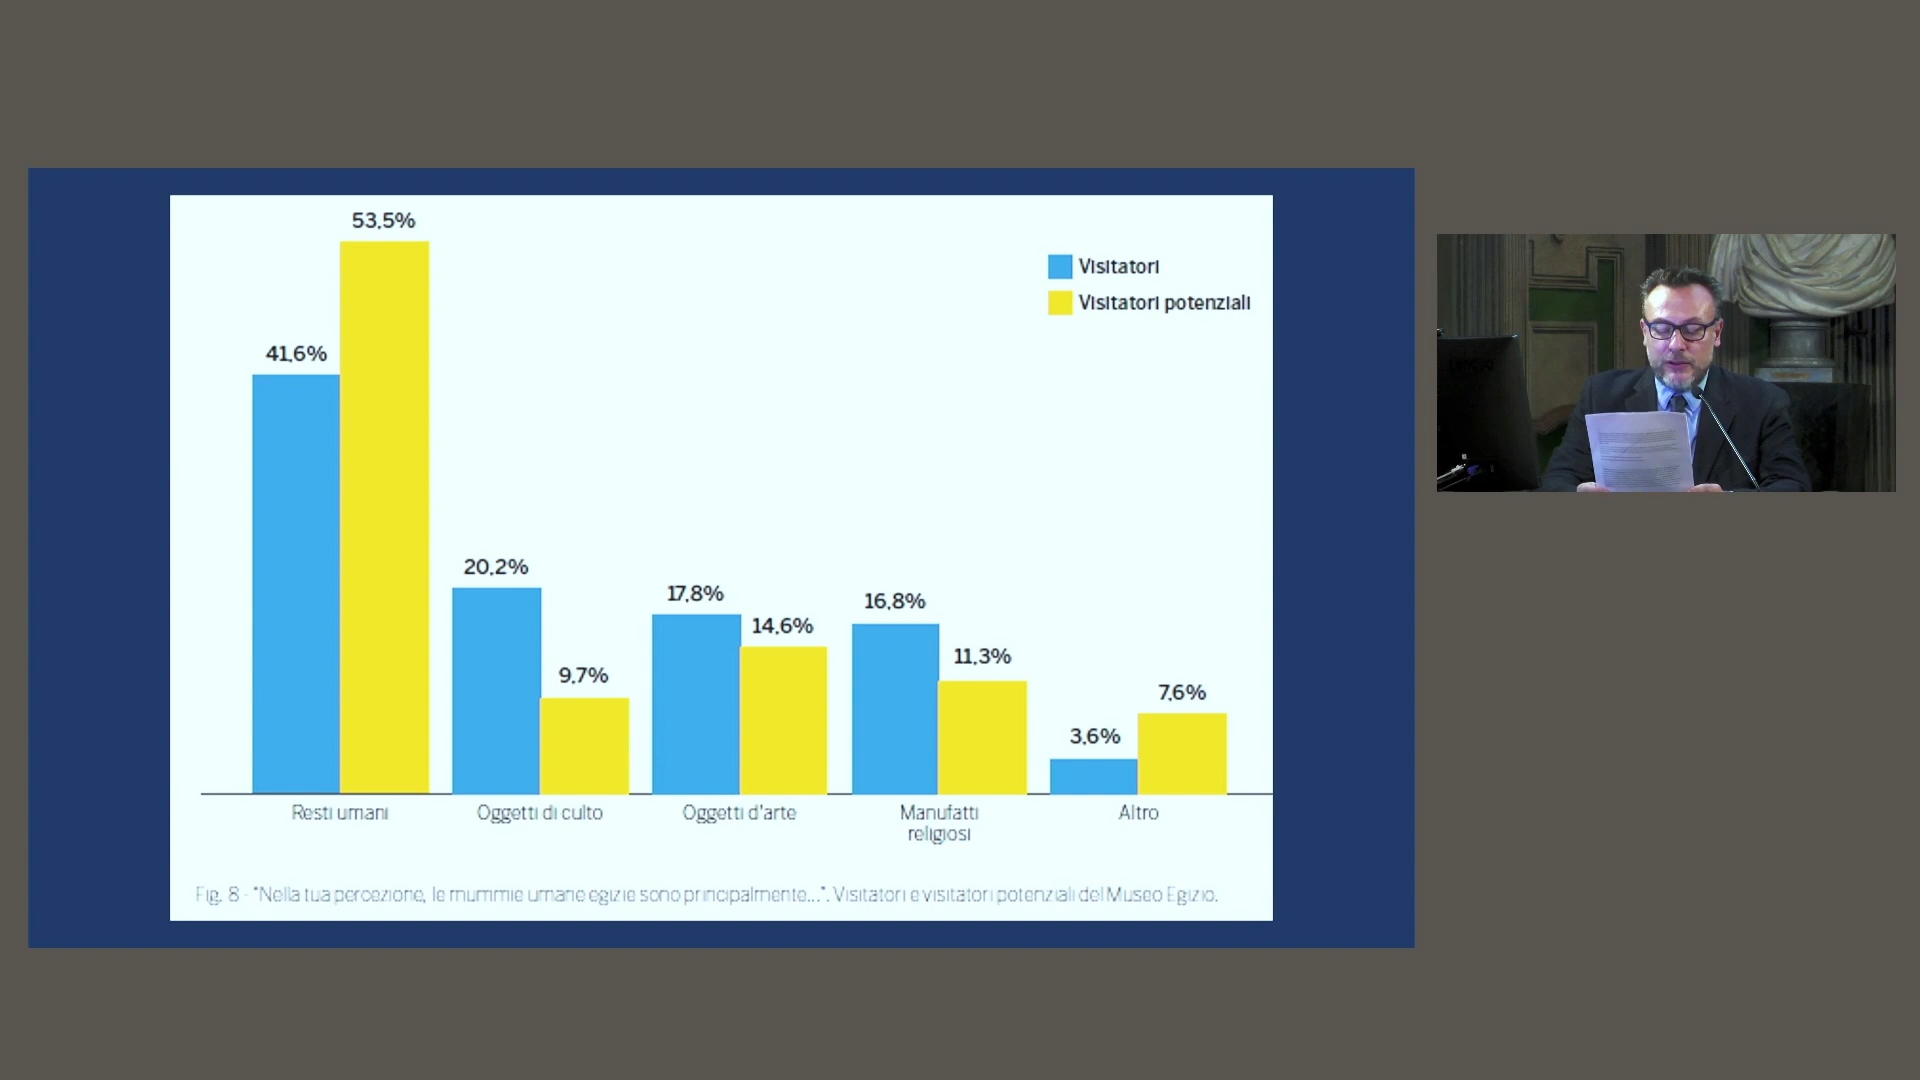 53,5%
Visitatori
Visitatori potenziali
41,6%
20,2%
17,8%
16,8%
14,6%
11,3%
9,7%
7,6%
3,6%
Resti umani
Oggetti di culto
Oggetti d'arte
Manufatti
religiosi
Altro
Fig. 8 - "Nella tua percezione, le mummie umane egizie sono principalmente...". Visitatori e visitatori potenziali del Museo Egizio.